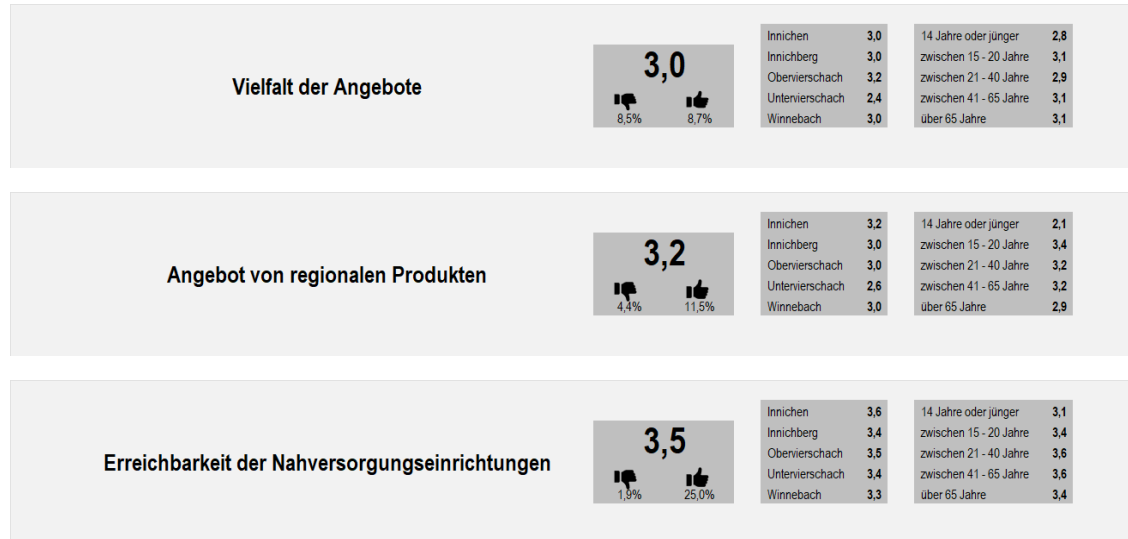 Vielfalt der Angebote
3,0
8,5% 8,7%
Innichen 3,0
Innichberg 3,0
Obervierschach 3,2
Untervierschach 2,4
Winnebach 3,0
14 Jahre oder jünger 2,8
zwischen 15 - 20 Jahre 3,1
zwischen 21 - 40 Jahre 2,9
zwischen 41 - 65 Jahre 3,1
über 65 Jahre 3,1
Angebot von regionalen Produkten
3,2
4,4% 11,5%
Innichen 3,2
Innichberg 3,0
Obervierschach 3,0
Untervierschach 2,6
Winnebach 3,0
14 Jahre oder jünger 2,1
zwischen 15 - 20 Jahre 3,4
zwischen 21 - 40 Jahre 3,2
zwischen 41 - 65 Jahre 3,2
über 65 Jahre 2,9
Erreichbarkeit der Nahversorgungseinrichtungen
3,5
1,9% 25,0%
Innichen 3,6
Innichberg 3,4
Obervierschach 3,5
Untervierschach 3,4
Winnebach 3,3
14 Jahre oder jünger 3,1
zwischen 15 - 20 Jahre 3,4
zwischen 21 - 40 Jahre 3,6
zwischen 41 - 65 Jahre 3,6
über 65 Jahre 3,4